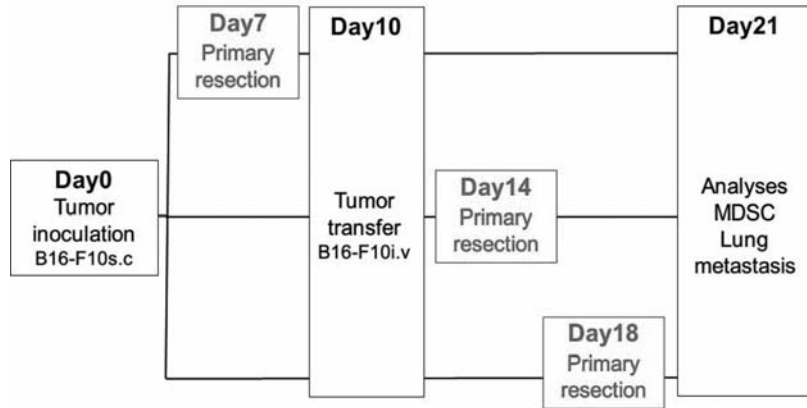 Day7
Primary
resection
Day10
Tumor
transfer
B16-F10i.v
Day21
Analyses
MDSC
Lung
metastasis
Day0
Tumor
inoculation
B16-F10s.c
Day14
Primary
resection
Day18
Primary
resection